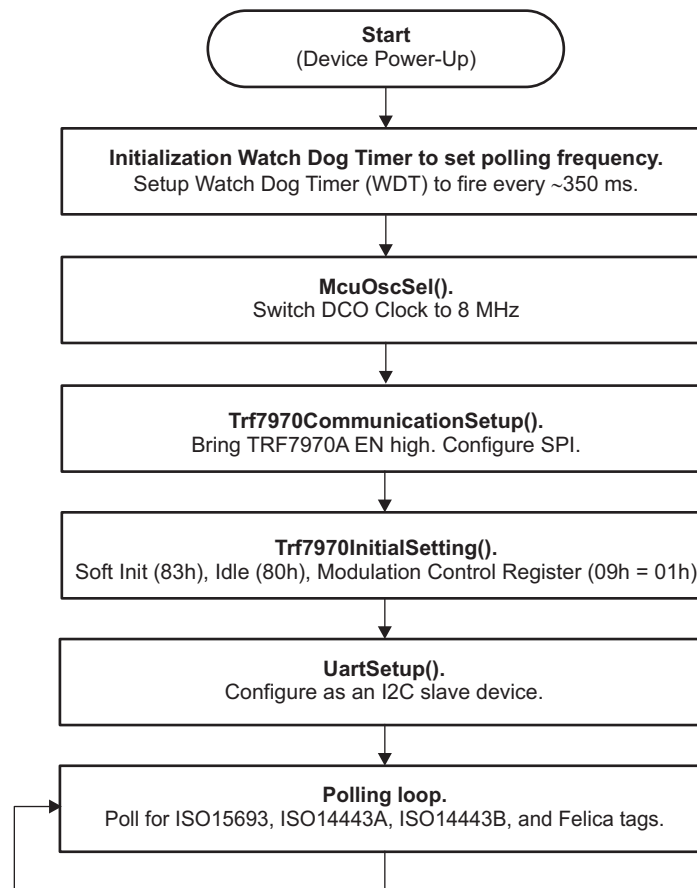 Start
(Device Power-Up)
Initialization Watch Dog Timer to set polling frequency.
Setup Watch Dog Timer (WDT) to fire every ~350 ms.
McuOscSel().
Switch DCO Clock to 8 MHz
Trf7970CommunicationSetup().
Bring TRF7970A EN high. Configure SPI.
Trf7970InitialSetting().
Soft Init (83h), Idle (80h), Modulation Control Register (09h = 01h)
UartSetup().
Configure as an I2C slave device.
Polling loop.
Poll for ISO15693, ISO14443A, ISO14443B, and Felica tags.